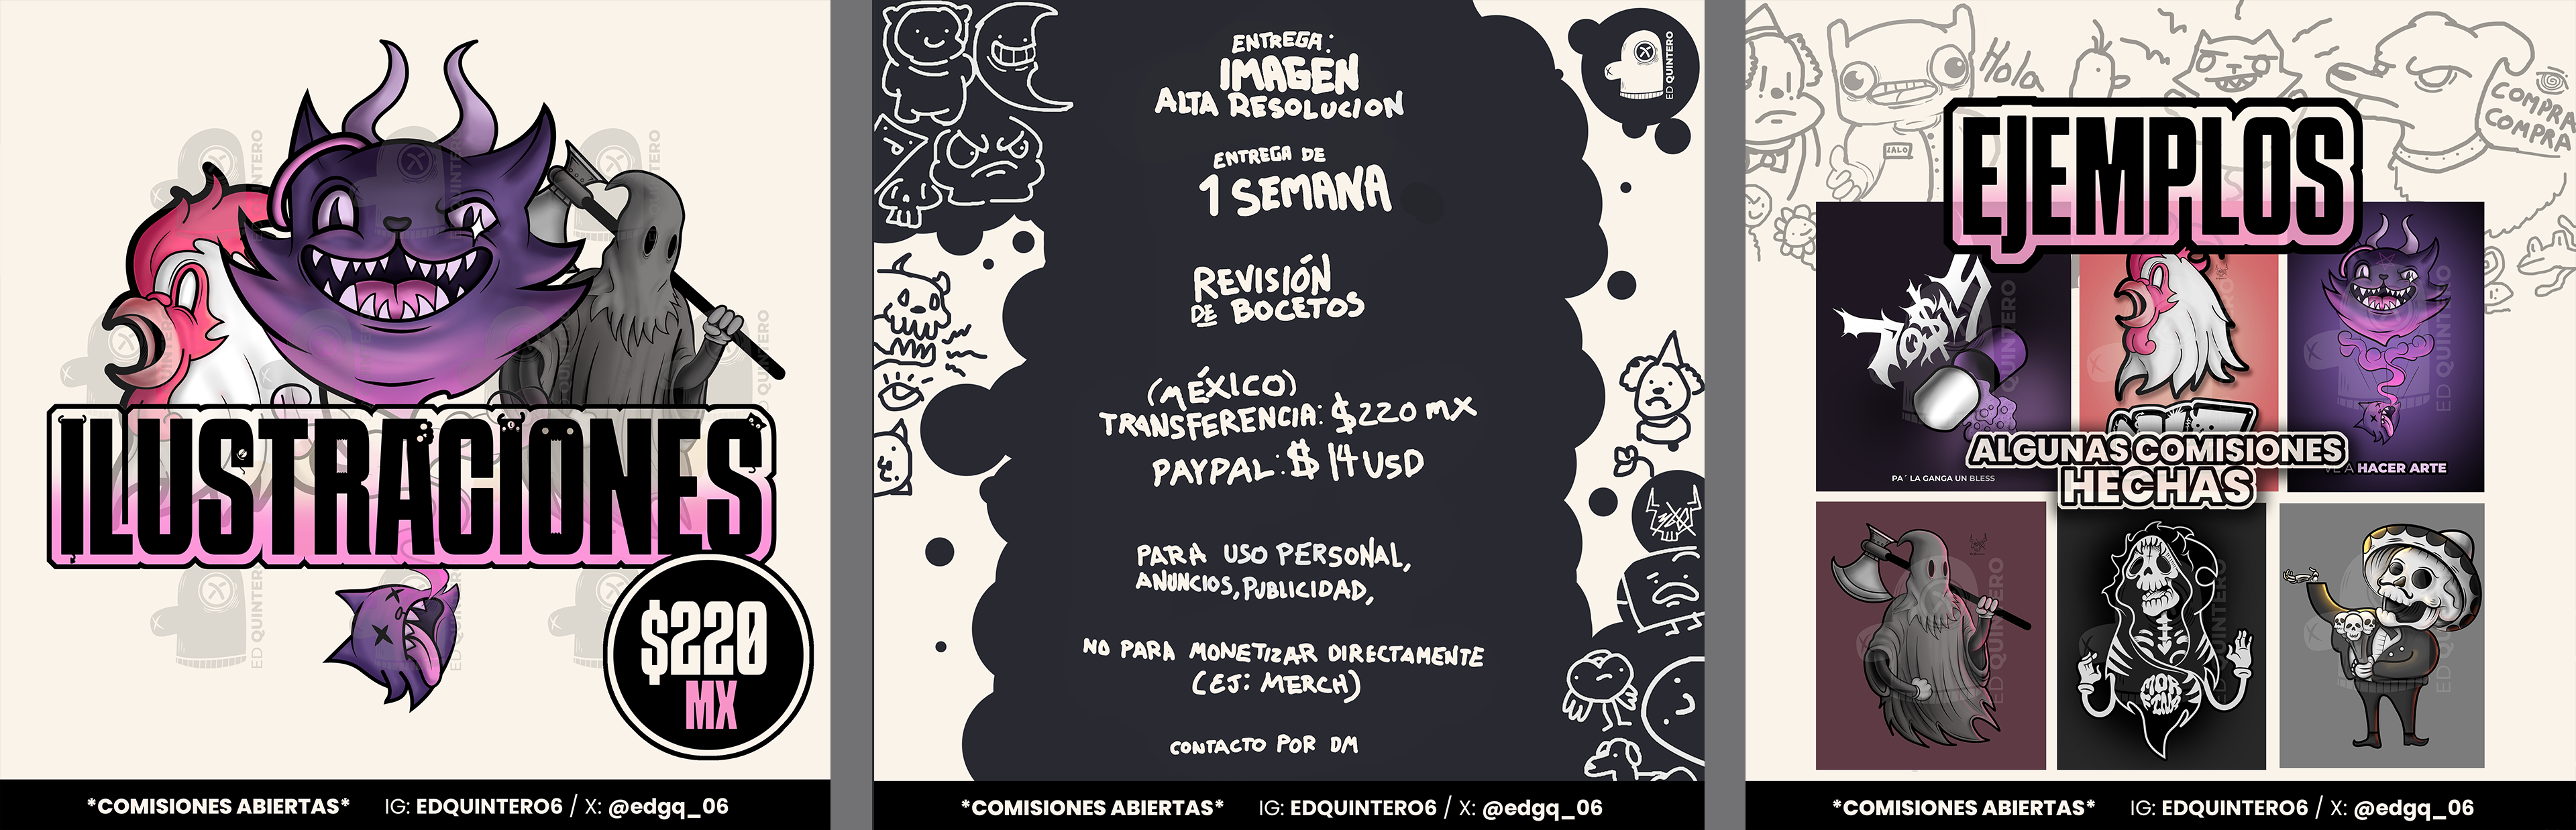 ILUSTRACIONES
$220
MX
*COMISIONES ABIERTAS* IG: EDQUINTERO6 / X: @edgq_06
ENTREGA:
IMAGEN
ALTA RESOLUCION
ENTREGA DE
1 SEMANA
REVISIÓN
DE BOCETOS
(MÉXICO)
TRANSFERENCIA: $220 MX
PAYPAL: $ 14 USD
PARA USO PERSONAL,
ANUNCIOS, PUBLICIDAD,
NO PARA MONETIZAR DIRECTAMENTE
(EJ: MERCH)
CONTACTO POR DM
ED QUINTERO
*COMISIONES ABIERTAS* IG: EDQUINTERO6 / X: @edgq_06
Hola
JALO
COMPRA
COMPRA
EJEMPLOS
PA´ LA GANGA UN BLESS
ALGUNAS COMISIONES
HECHAS
A HACER ARTE
ED QUINTERO
*COMISIONES ABIERTAS* IG: EDQUINTERO6 / X: @edgq_06